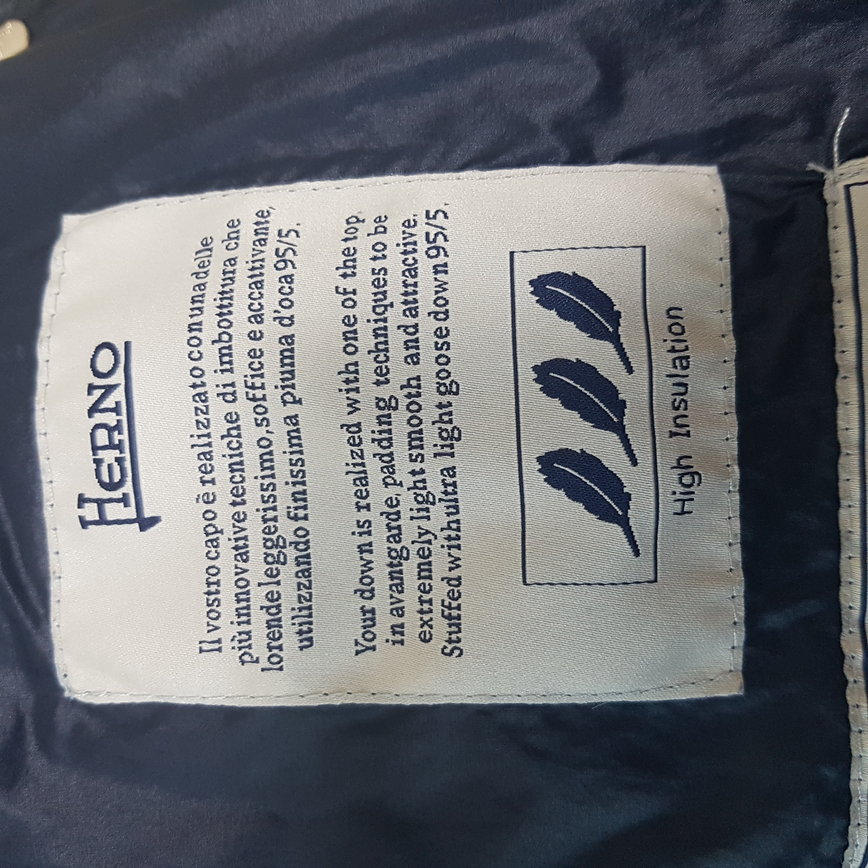 HERNO
Il vostro capo è realizzato con una delle
più innovative tecniche di imbottitura che
lo rende leggerissimo, soffice e accattivante,
utilizzando finissima piuma d'oca 95/5.
Your down is realized with one of the top,
in avantgarde, padding techniques to be
extremely light smooth and attractive.
Stuffed with ultra light goose down 95/5.
High Insulation